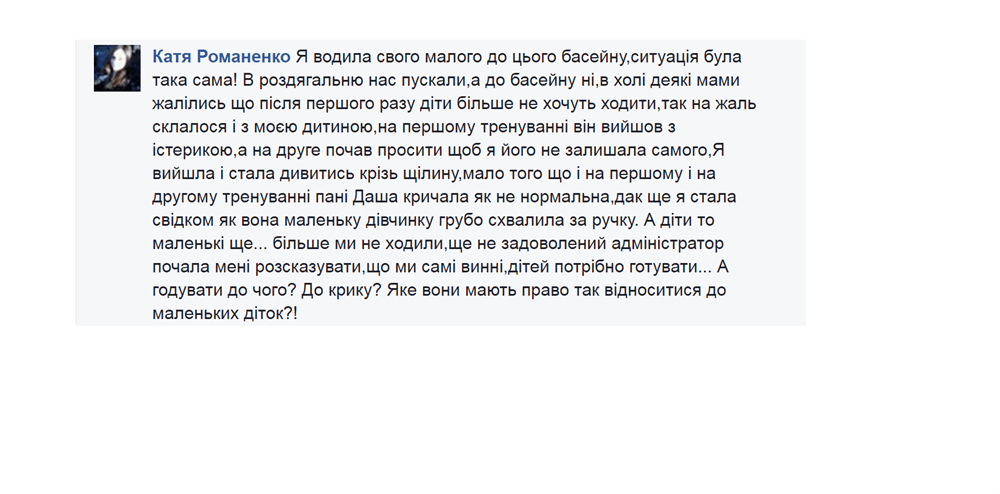 Катя Романенко Я водила свого малого до цього басейну,ситуація була
така сама! В роздягальню нас пускали,а до басейну ні,в холі деякі мами
жалілись що після першого разу діти більше не хочуть ходити,так на жаль
склалося і з моєю дитиною,на першому тренуванні він вийшов з
істерикою,а на друге почав просити щоб я його не залишала самого,Я
вийшла і стала дивитись крізь щілину,мало того що і на першому і на
другому тренуванні пані Даша кричала як не нормальна,дак ще я стала
свідком як вона маленьку дівчинку грубо схвалила за ручку. А діти то
маленькі ще... більше ми не ходили,ще не задоволений адміністратор
почала мені розсказувати,що ми самі винні,дітей потрібно готувати... А
годувати до чого? До крику? Яке вони мають право так відноситися до
маленьких діток?!